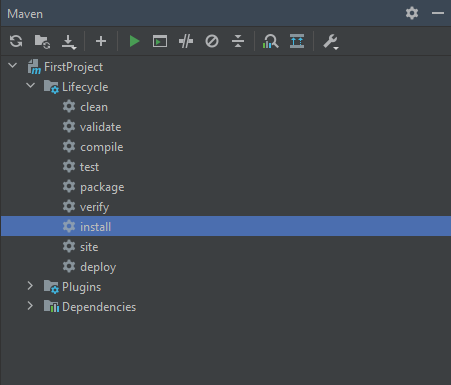 Maven
FirstProject
Lifecycle
clean
validate
compile
test
package
verify
install
site
deploy
Plugins
Dependencies